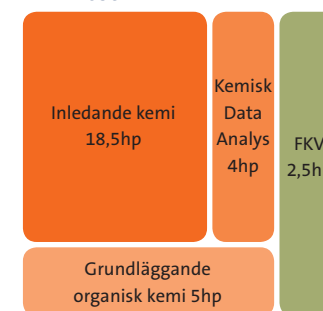 Inledande kemi
18,5hp
Kemisk
Data
Analys
4hp
FKV
2,5h
Grundläggande
organisk kemi 5hp